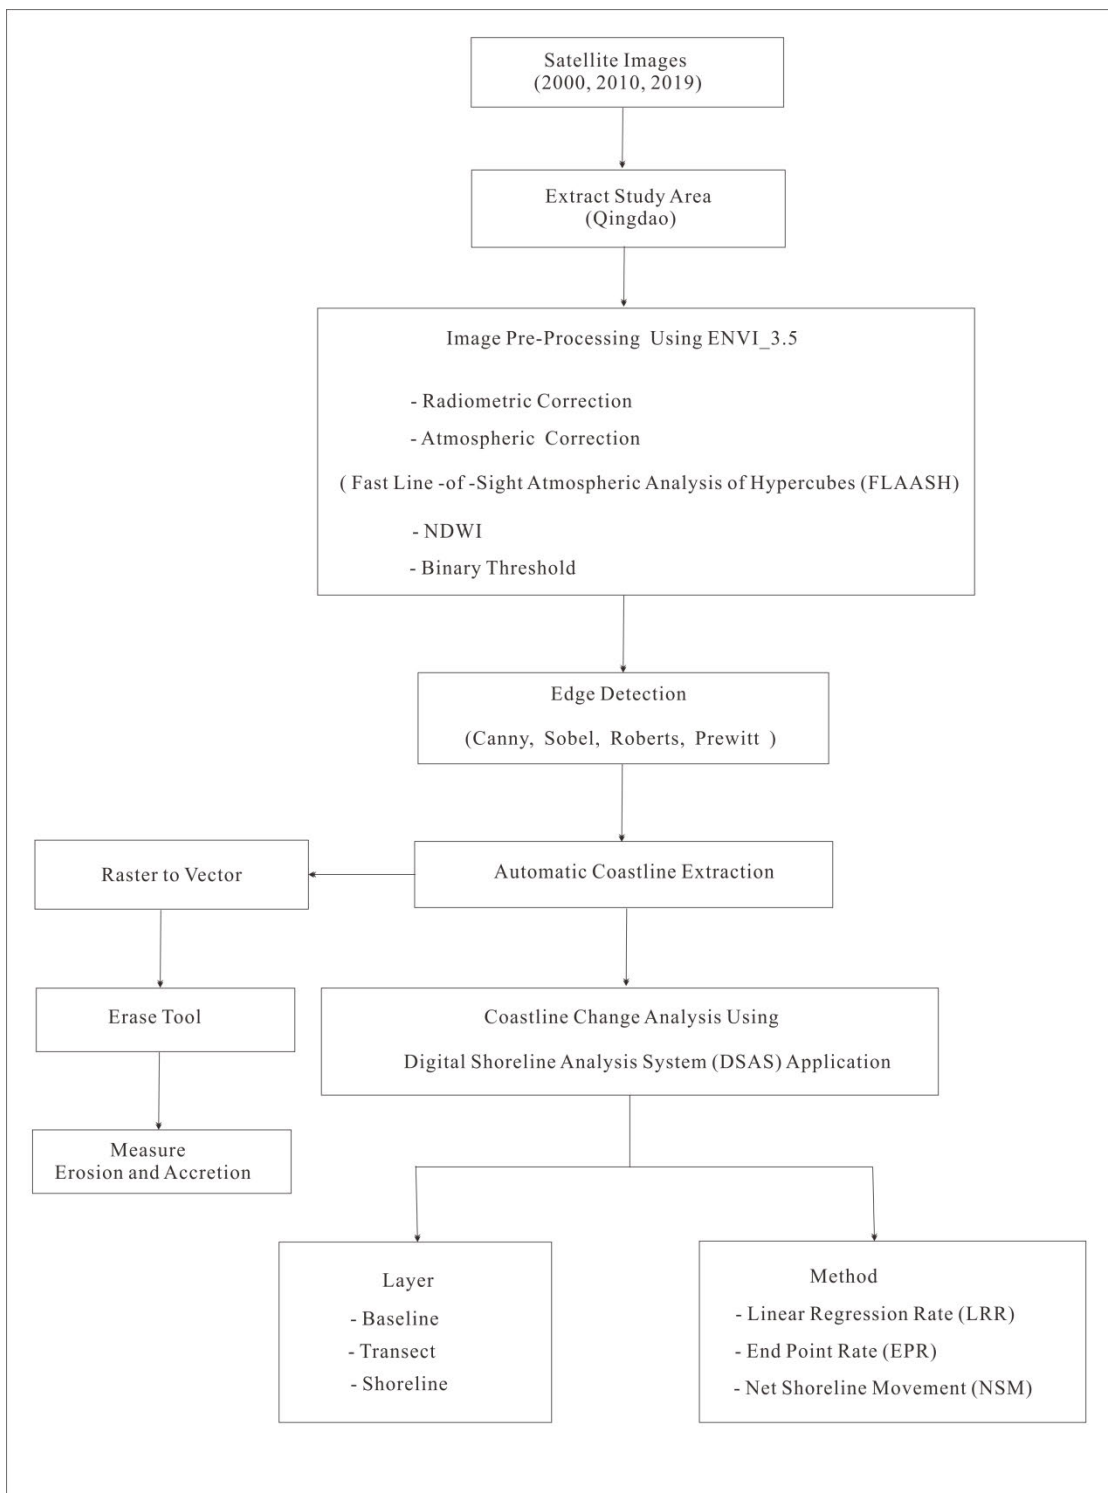 Satellite Images
(2000, 2010, 2019)
Extract Study Area
(Qingdao)
Image Pre-Processing Using ENVI_3.5
- Radiometric Correction
- Atmospheric Correction
( Fast Line -of -Sight Atmospheric Analysis of Hypercubes (FLAASH)
- NDWI
- Binary Threshold
Edge Detection
(Canny, Sobel, Roberts, Prewitt )
Automatic Coastline Extraction
Raster to Vector
Erase Tool
Measure
Erosion and Accretion
Coastline Change Analysis Using
Digital Shoreline Analysis System (DSAS) Application
Layer
- Baseline
- Transect
- Shoreline
Method
- Linear Regression Rate (LRR)
- End Point Rate (EPR)
- Net Shoreline Movement (NSM)